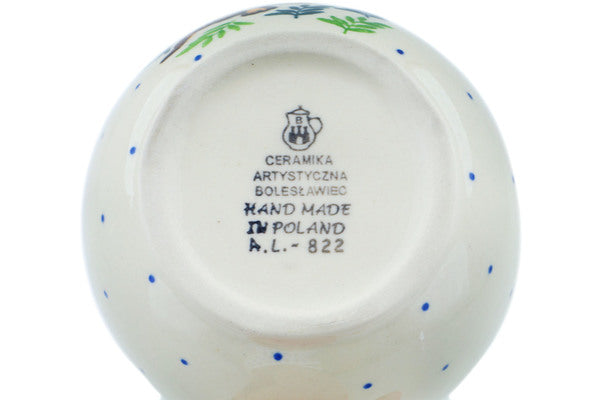 B
CERAMIKA
ARTYSTYCZNA
BOLESŁAWIEC
HAND MADE
IN POLAND
A.L.- 822